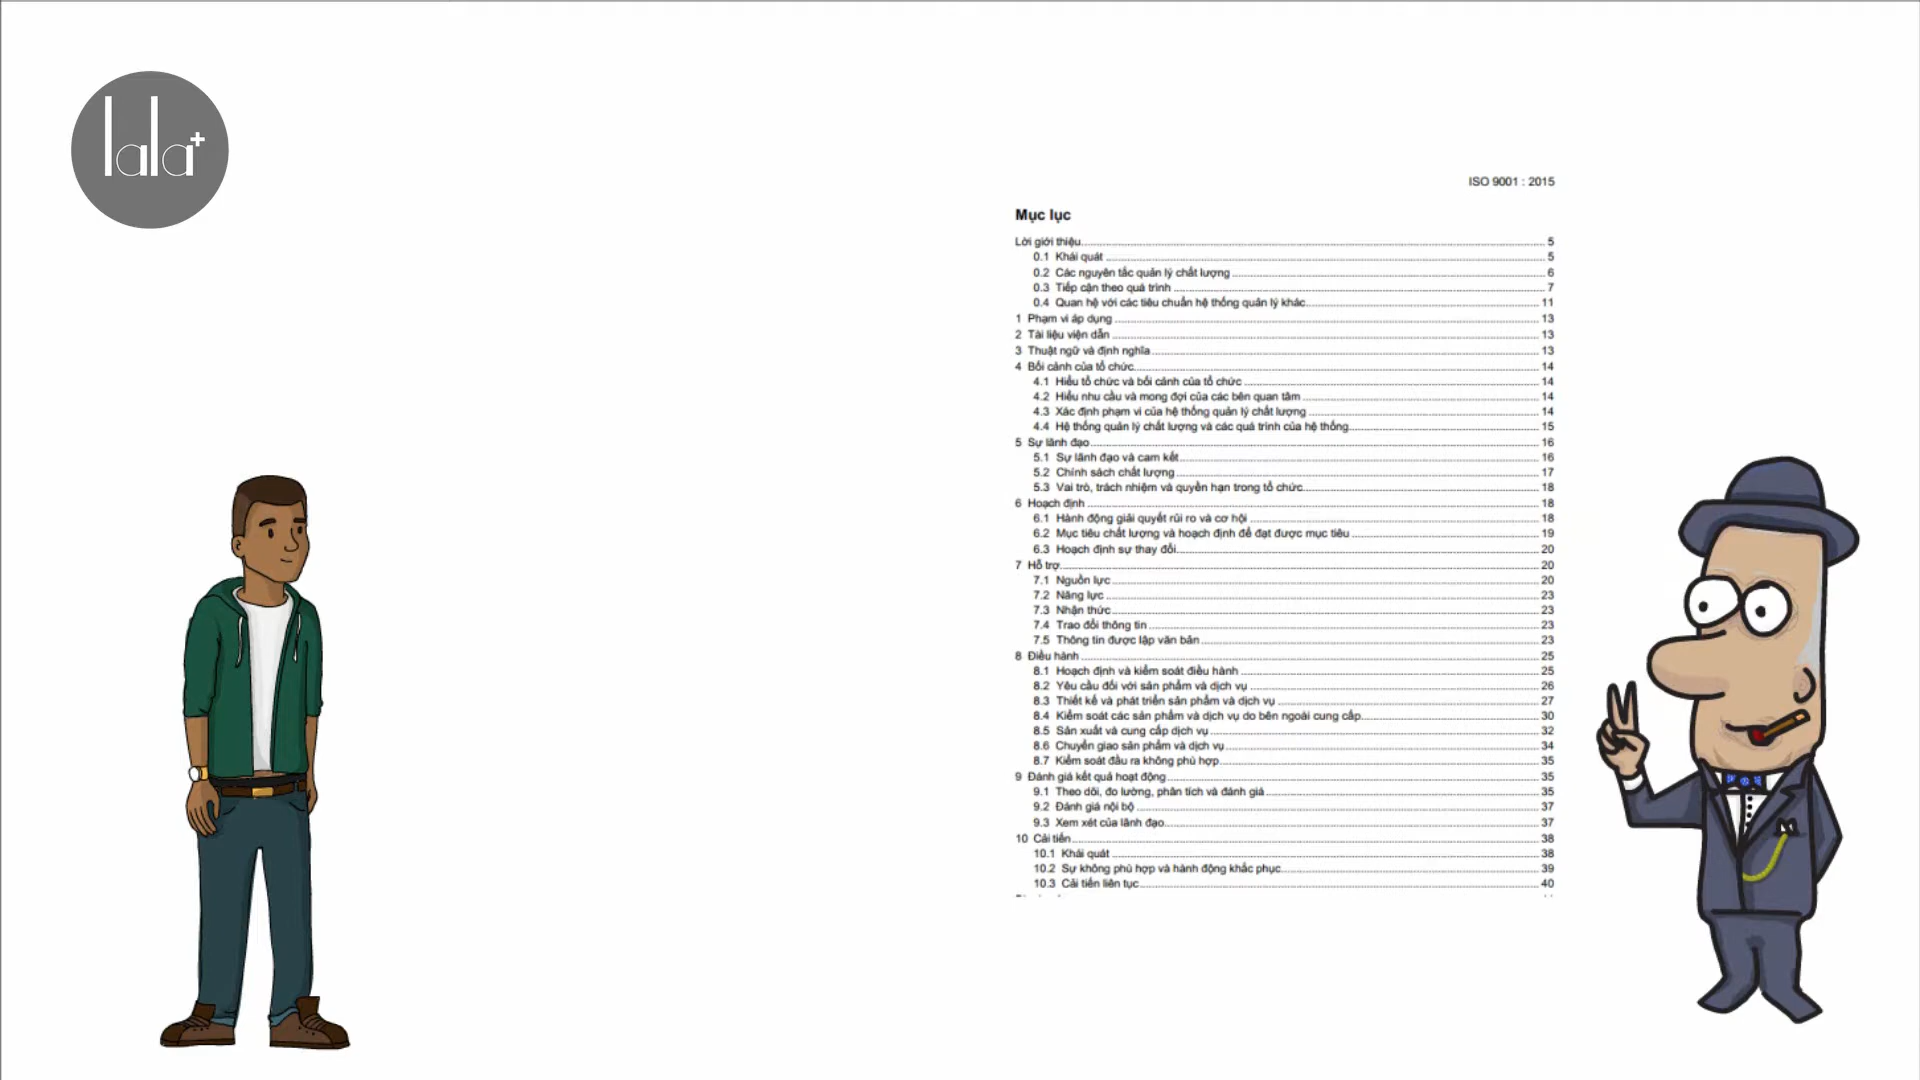 lala+
ISO 9001 : 2015
Mục lục
Lời giới thiệu 5
0.1 Khái quát 5
0.2 Các nguyên tắc quản lý chất lượng 6
0.3 Tiếp cận theo quá trình 7
0.4 Quan hệ với các tiêu chuẩn hệ thống quản lý khác 11
1 Phạm vi áp dụng 13
2 Tài liệu viện dẫn 13
3 Thuật ngữ và định nghĩa 13
4 Bối cảnh của tổ chức 14
4.1 Hiểu tổ chức và bối cảnh của tổ chức 14
4.2 Hiểu nhu cầu và mong đợi của các bên quan tâm 14
4.3 Xác định phạm vi của hệ thống quản lý chất lượng 14
4.4 Hệ thống quản lý chất lượng và các quá trình của hệ thống 15
5 Sự lãnh đạo 16
5.1 Sự lãnh đạo và cam kết 16
5.2 Chính sách chất lượng 17
5.3 Vai trò, trách nhiệm và quyền hạn trong tổ chức 18
6 Hoạch định 18
6.1 Hành động giải quyết rủi ro và cơ hội 18
6.2 Mục tiêu chất lượng và hoạch định để đạt được mục tiêu 19
6.3 Hoạch định sự thay đổi 20
7 Hỗ trợ 20
7.1 Nguồn lực 20
7.2 Năng lực 23
7.3 Nhận thức 23
7.4 Trao đổi thông tin 23
7.5 Thông tin được lập văn bản 23
8 Điều hành 25
8.1 Hoạch định và kiểm soát điều hành 25
8.2 Yêu cầu đối với sản phẩm và dịch vụ 26
8.3 Thiết kế và phát triển sản phẩm và dịch vụ 27
8.4 Kiểm soát các sản phẩm và dịch vụ do bên ngoài cung cấp 30
8.5 Sản xuất và cung cấp dịch vụ 32
8.6 Chuyển giao sản phẩm và dịch vụ 34
8.7 Kiểm soát đầu ra không phù hợp 35
9 Đánh giá kết quả hoạt động 35
9.1 Theo dõi, đo lường, phân tích và đánh giá 35
9.2 Đánh giá nội bộ 37
9.3 Xem xét của lãnh đạo 37
10 Cải tiến 38
10.1 Khái quát 38
10.2 Sự không phù hợp và hành động khắc phục 39
10.3 Cải tiến liên tục 40